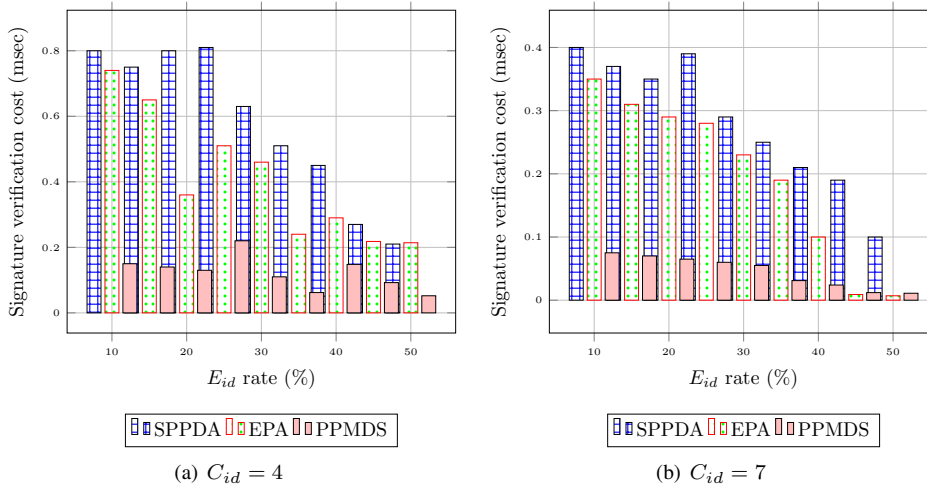 Signature verification cost (msec)
0.8
0.6
0.4
0.2
0
10 20 30 40 50
E_id rate (%)
SPPDA EPA PPMDS
(a) C_id = 4
Signature verification cost (msec)
0.4
0.3
0.2
0.1
0
10 20 30 40 50
E_id rate (%)
SPPDA EPA PPMDS
(b) C_id = 7